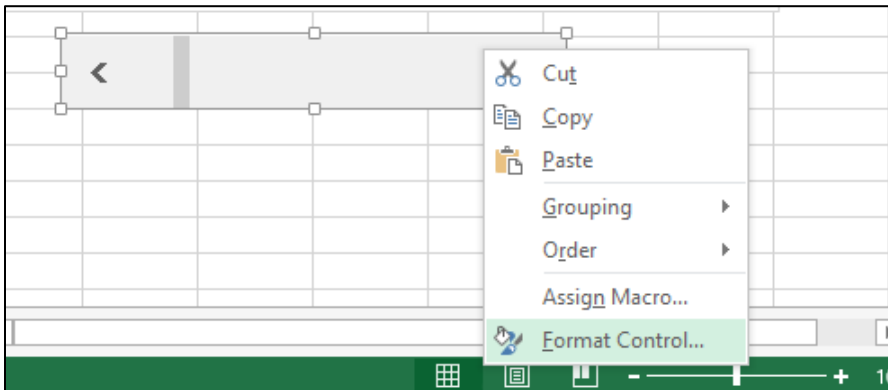 Cut
Copy
Paste
Grouping
Order
Assign Macro...
Format Control...